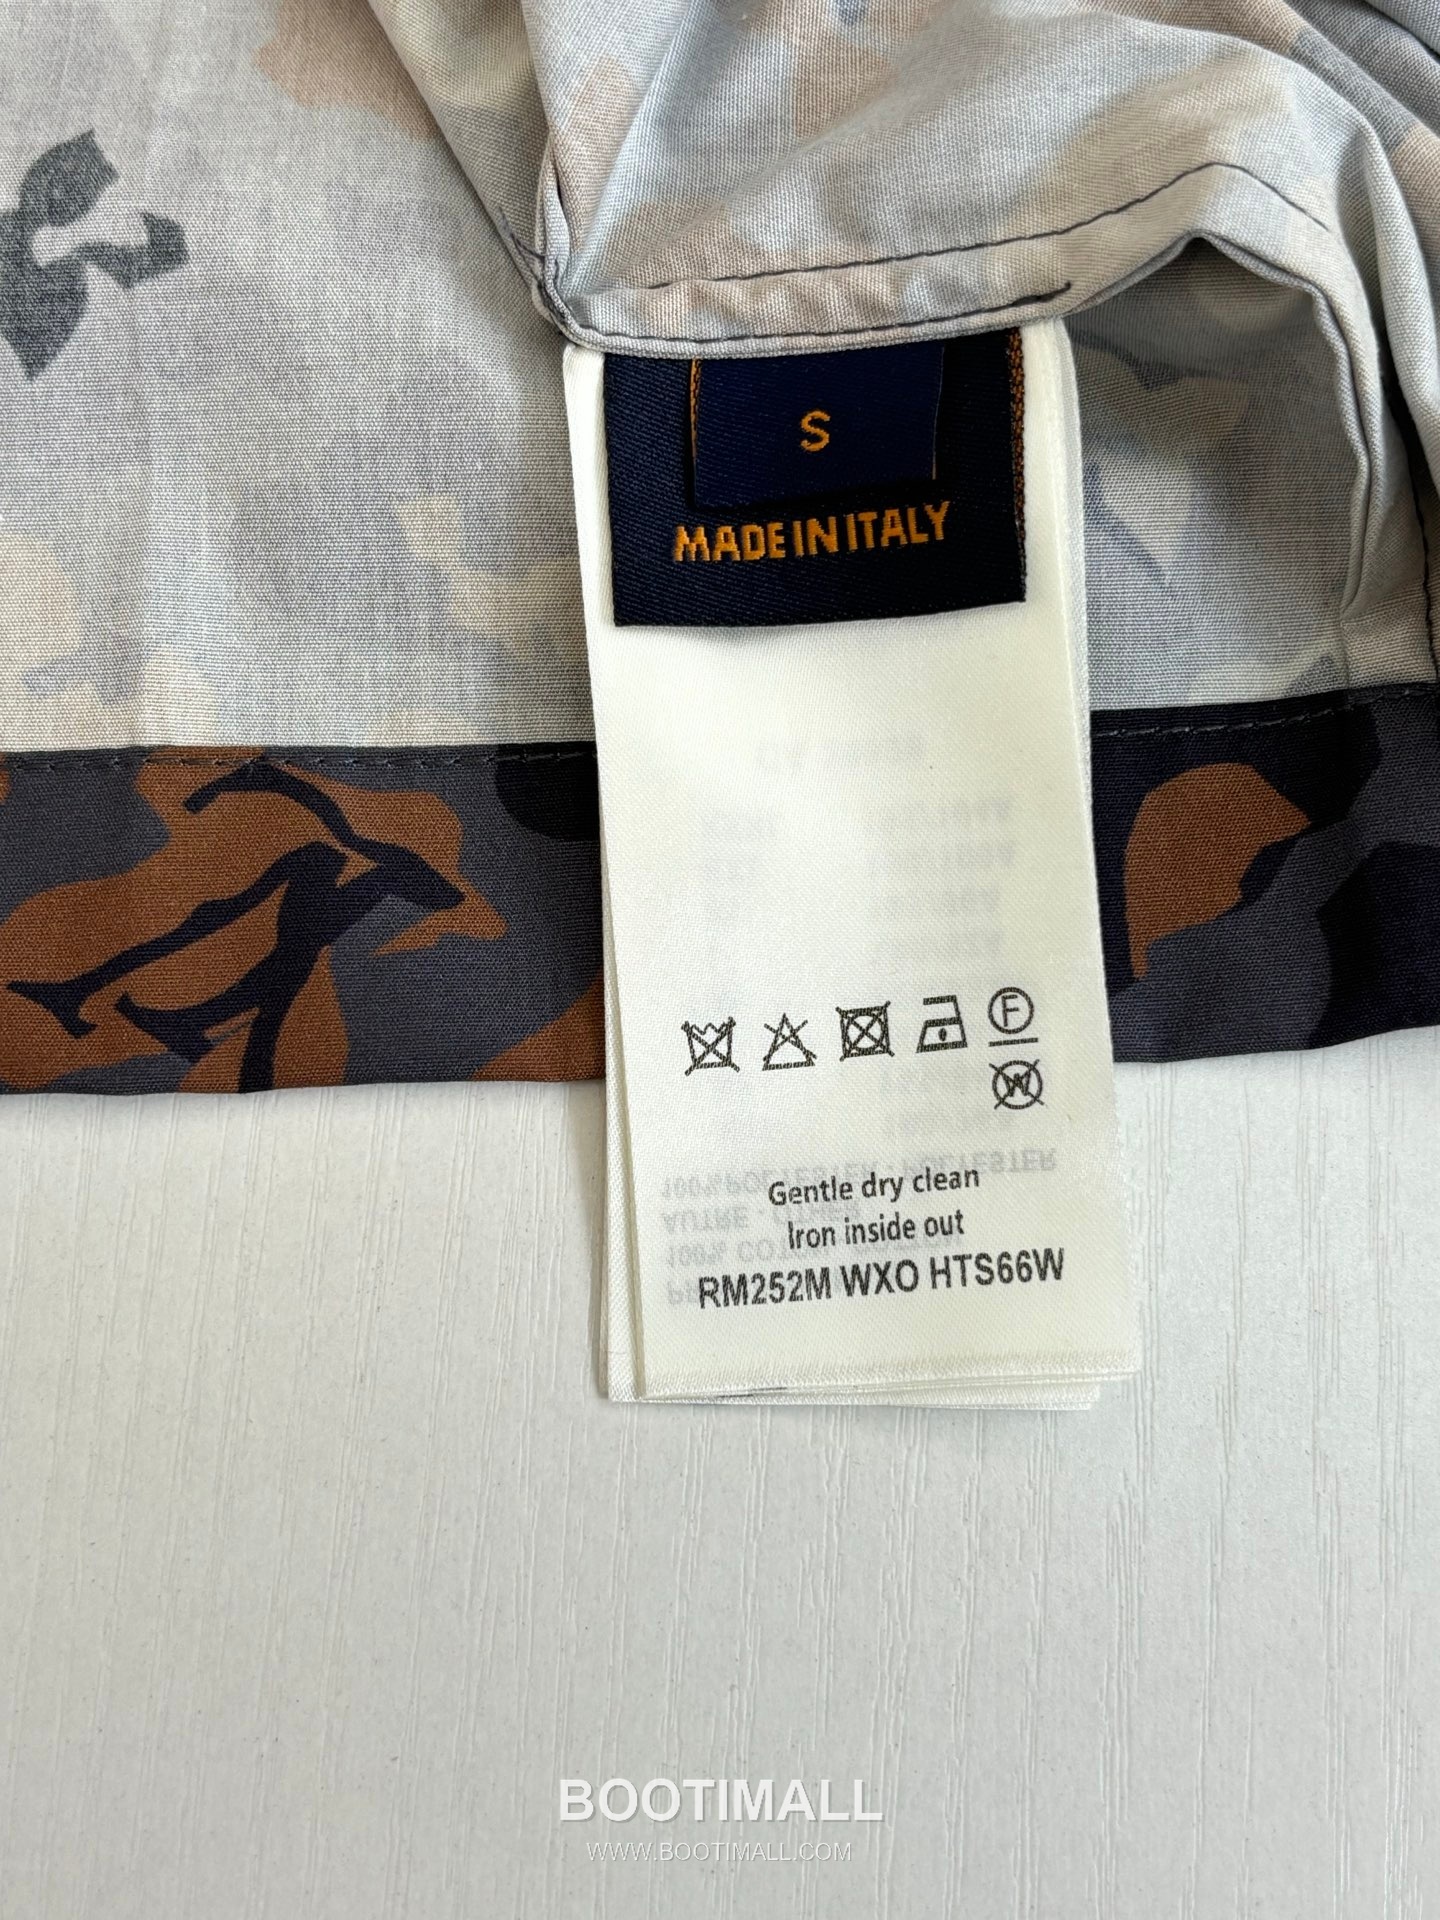 S
MADE IN ITALY
F
W
Gentle dry clean
Iron inside out
RM252M WXO HTS66W
BOOTIMALL
WWW.BOOTIMALL.COM